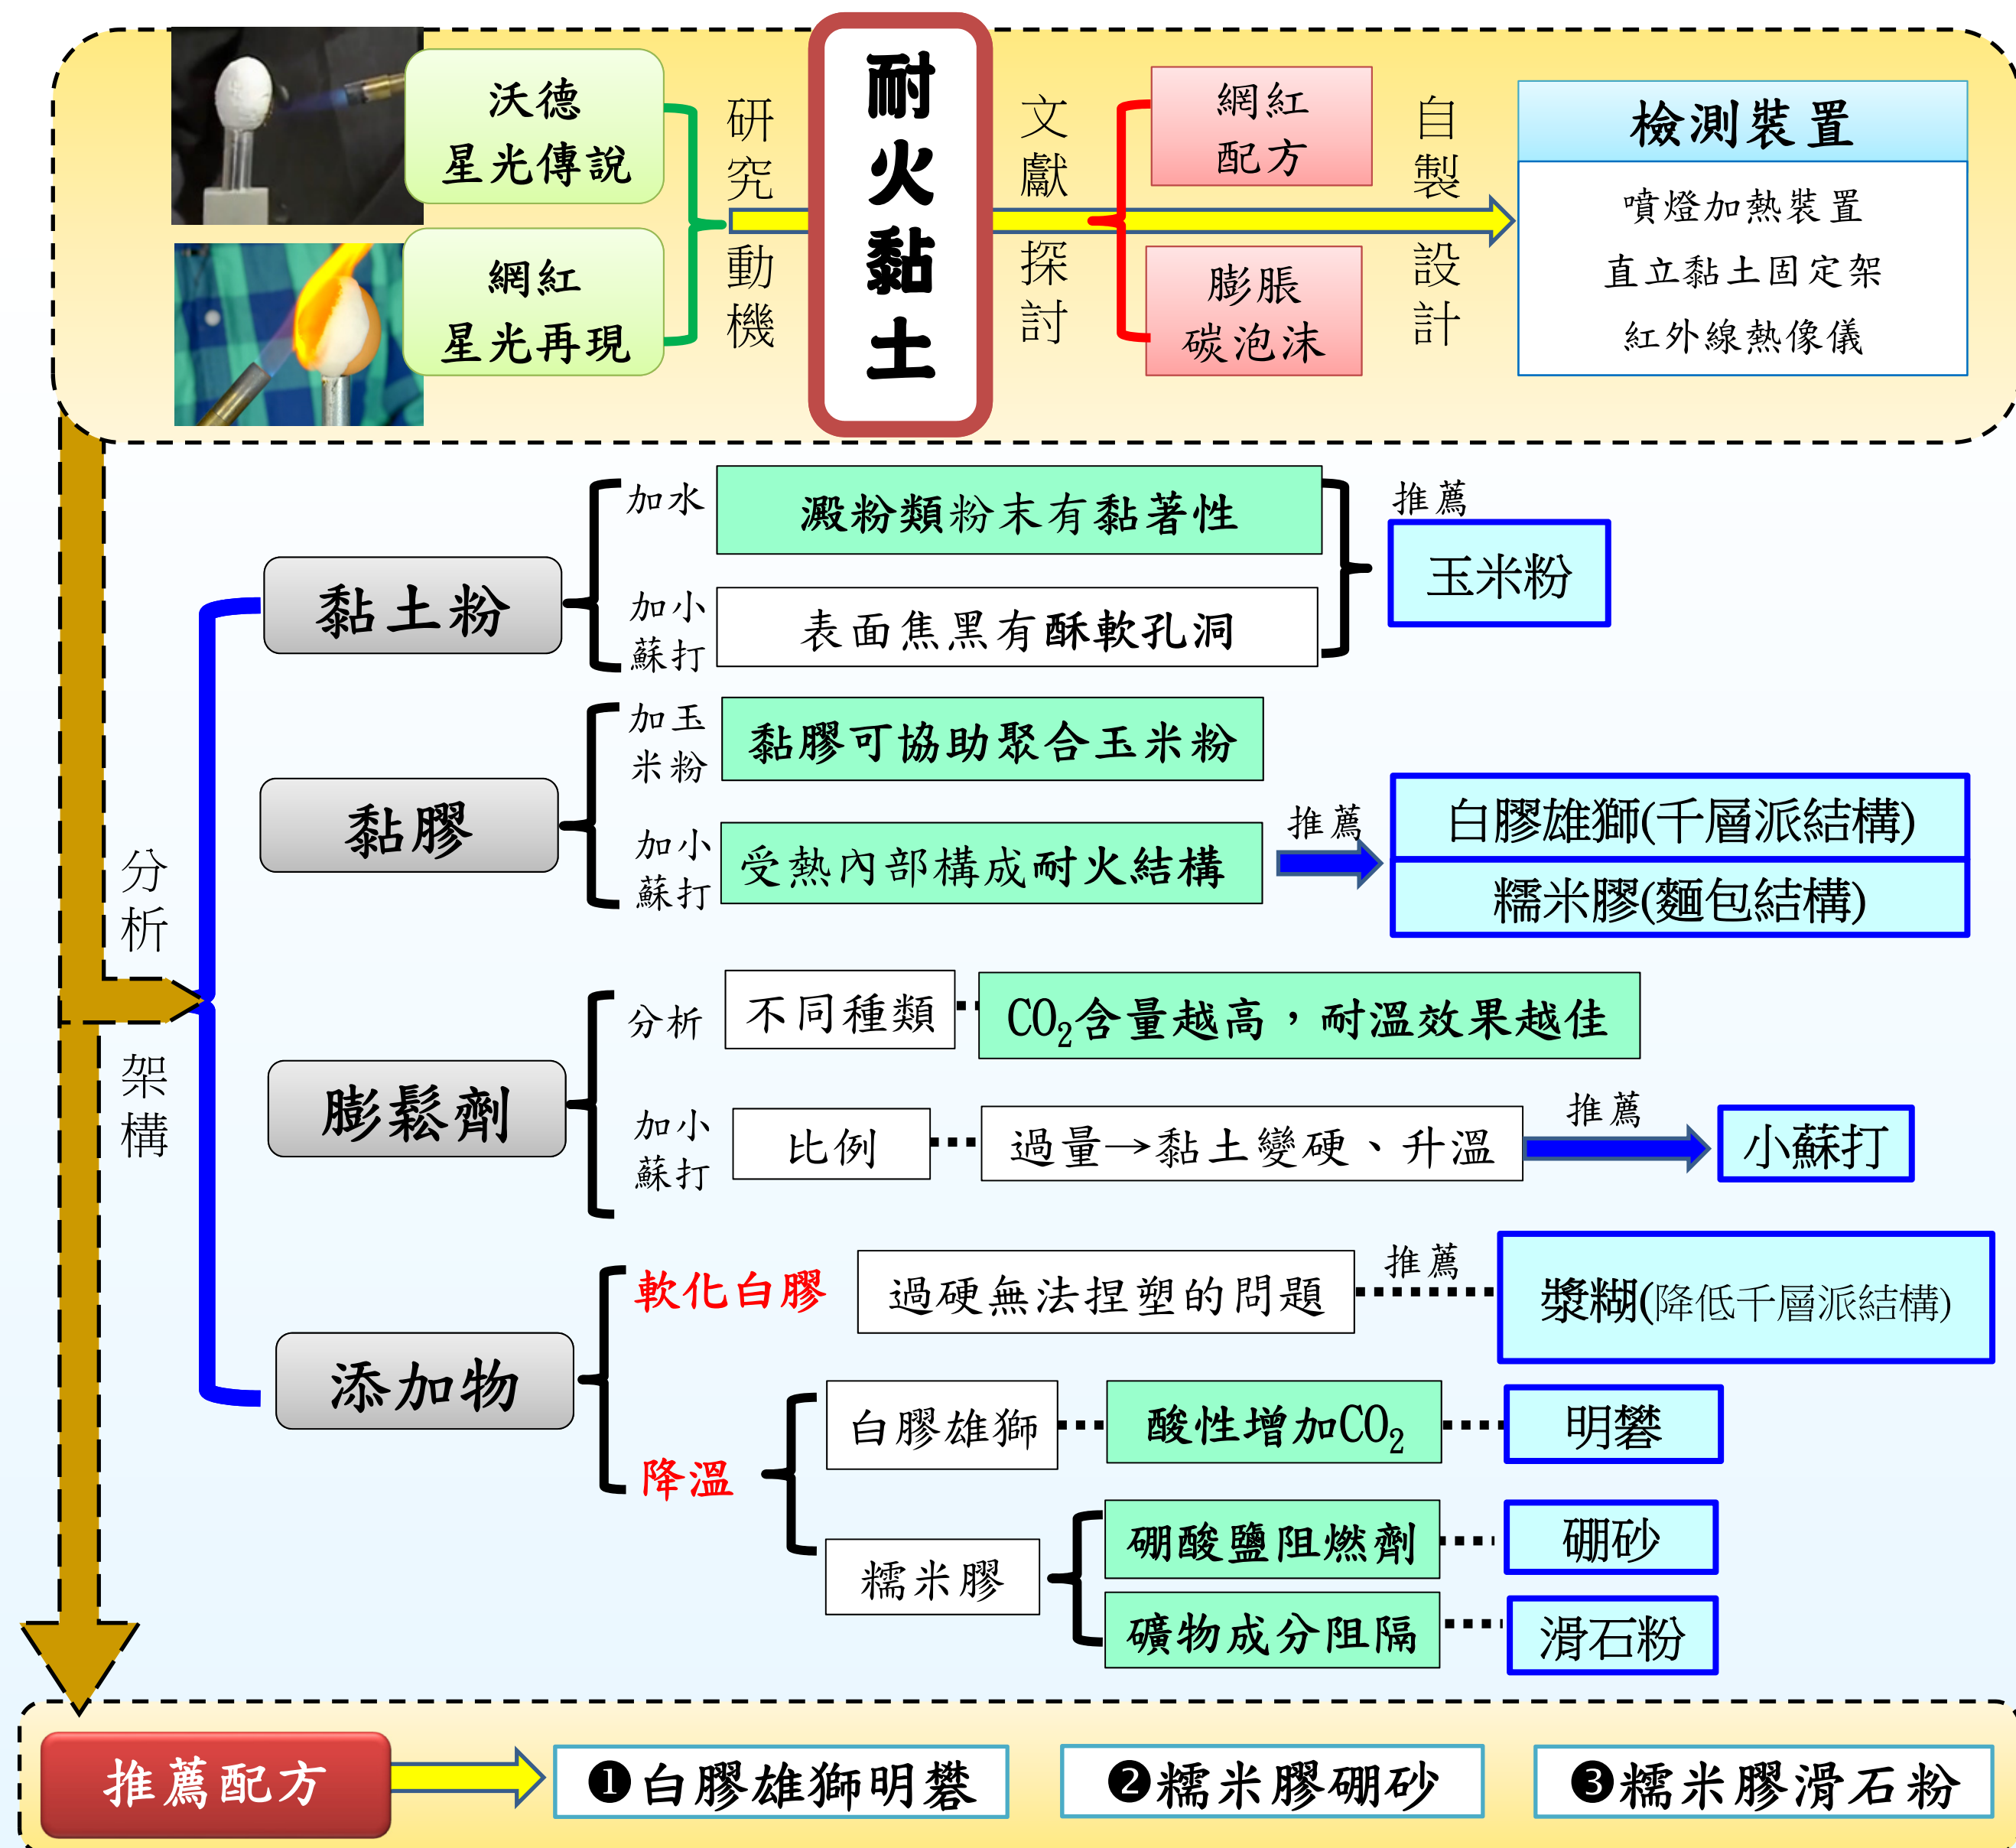 沃德
星光傳說
網紅
星光再現
研究動機
耐火黏土
文獻探討
網紅
配方
膨脹
碳泡沫
自製設計
檢測裝置
噴燈加熱裝置
直立黏土固定架
紅外線熱像儀
分析架構
黏土粉
加水
澱粉類粉末有黏著性
加小
蘇打
表面焦黑有酥軟孔洞
推薦
玉米粉
黏膠
加玉
米粉
黏膠可協助聚合玉米粉
加小
蘇打
受熱內部構成耐火結構
推薦
白膠雄獅(千層派結構)
糯米膠(麵包結構)
膨鬆劑
分析
不同種類
CO₂含量越高，耐溫效果越佳
加小
蘇打
比例
過量→黏土變硬、升溫
推薦
小蘇打
添加物
軟化白膠
過硬無法捏塑的問題
推薦
漿糊(降低千層派結構)
降溫
白膠雄獅
酸性增加CO₂
明礬
糯米膠
硼酸鹽阻燃劑
硼砂
礦物成分阻隔
滑石粉
推薦配方
❶白膠雄獅明礬
❷糯米膠硼砂
❸糯米膠滑石粉